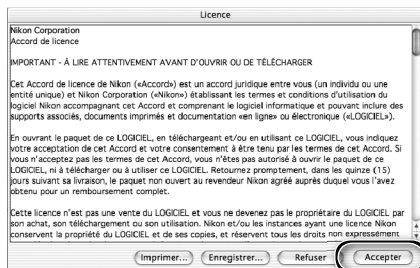 Licence
Nikon Corporation
Accord de licence
IMPORTANT - À LIRE ATTENTIVEMENT AVANT D'OUVRIR OU DE TÉLÉCHARGER
Cet Accord de licence de Nikon («Accord») est un accord juridique entre vous (un individu ou une
entité unique) et Nikon Corporation («Nikon») établissant les termes et conditions d'utilisation du
logiciel Nikon accompagnant cet Accord et comprenant le logiciel informatique et pouvant inclure des
supports associés, documents imprimés et documentation «en ligne» ou électronique («LOGICIEL»).
En ouvrant le paquet de ce LOGICIEL, en téléchargeant et/ou en utilisant ce LOGICIEL, vous indiquez
votre acceptation de cet Accord et votre consentement à être tenu par les termes de cet Accord. Si
vous n'acceptez pas les termes de cet Accord, vous n'êtes pas autorisé à ouvrir le paquet de ce
LOGICIEL, ni à télécharger ou à utiliser ce LOGICIEL. Retournez promptement, dans les quinze (15)
jours suivant sa livraison, le paquet non ouvert au revendeur Nikon agréé auprès duquel vous l'avez
obtenu pour un remboursement complet.
Cette licence n'est pas une vente du LOGICIEL et vous ne devenez pas le propriétaire du LOGICIEL par
son achat, son téléchargement ou son utilisation. Nikon et/ou les instances ayant une licence Nikon
conservent la propriété du LOGICIEL et de ses copies, et réservent tous les droits non expressément
Imprimer... Enregistrer... Refuser Accepter